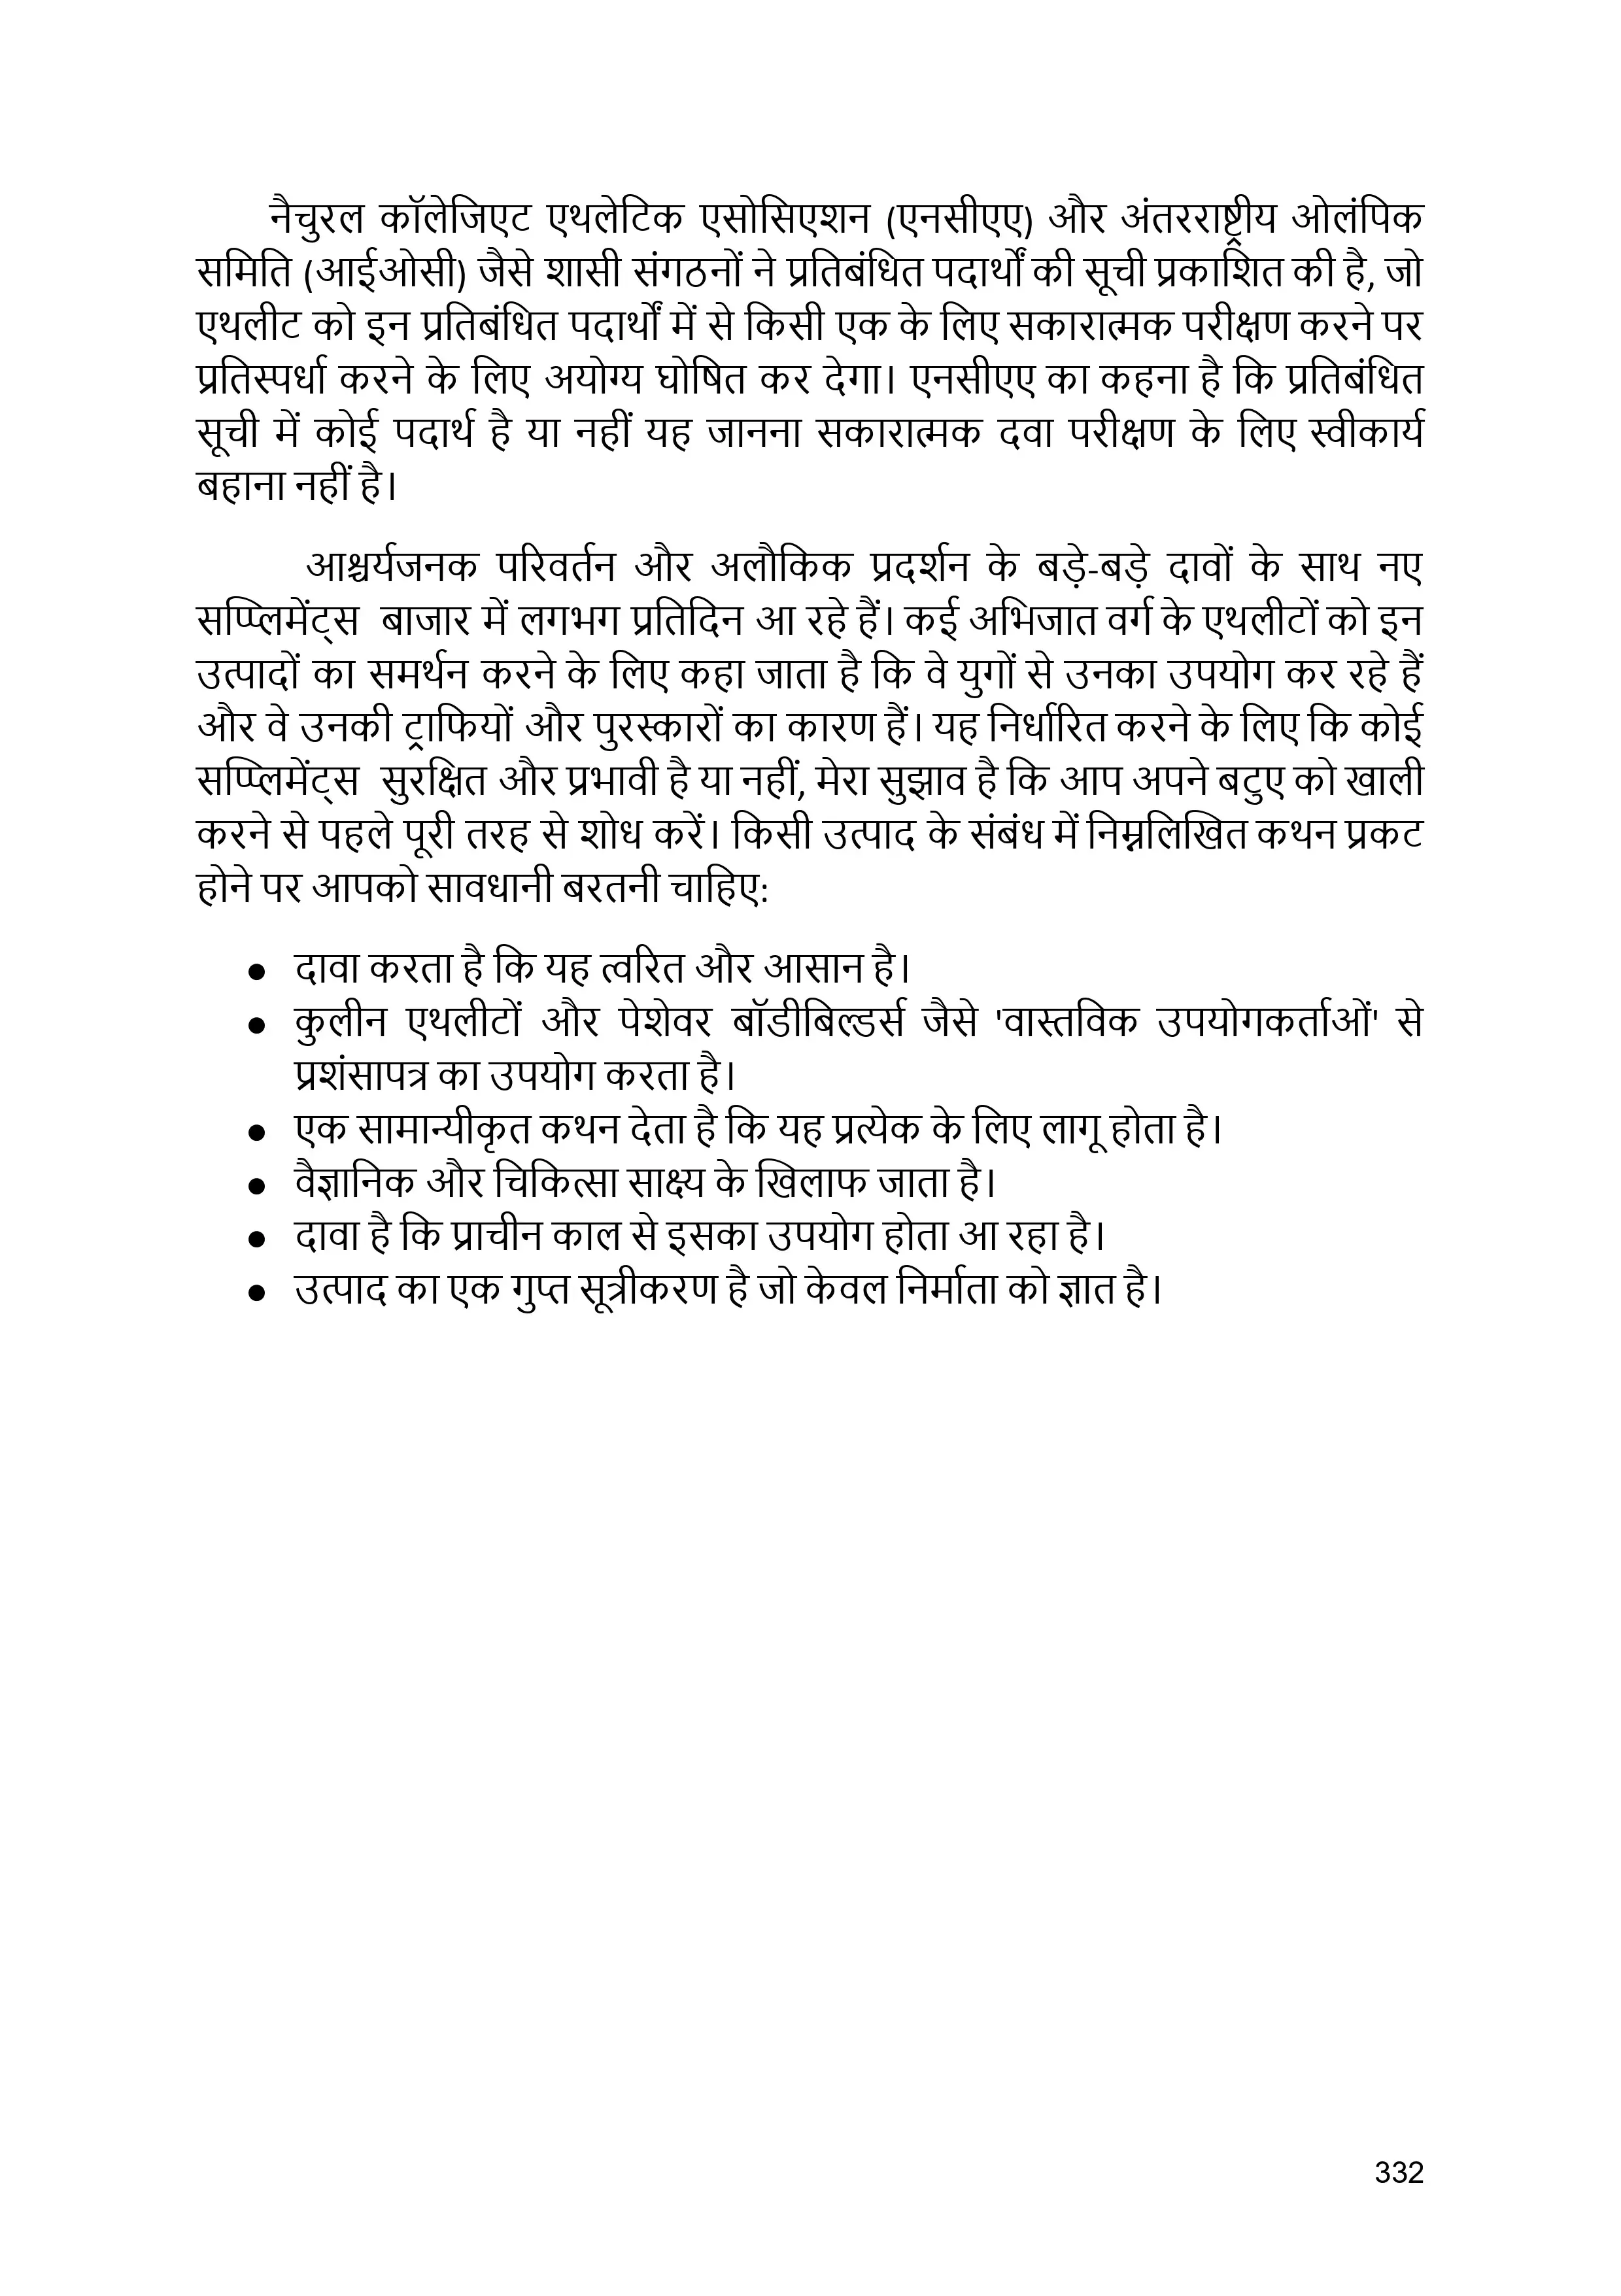 नैचुरल कॉलेजिएट एथलेटिक एसोसिएशन (एनसीएए) और अंतरराष्ट्रीय ओलंपिक
समिति (आईओसी) जैसे शासी संगठनों ने प्रतिबंधित पदार्थों की सूची प्रकाशित की है, जो
एथलीट को इन प्रतिबंधित पदार्थों में से किसी एक के लिए सकारात्मक परीक्षण करने पर
प्रतिस्पर्धा करने के लिए अयोग्य घोषित कर देगा। एनसीएए का कहना है कि प्रतिबंधित
सूची में कोई पदार्थ है या नहीं यह जानना सकारात्मक दवा परीक्षण के लिए स्वीकार्य
बहाना नहीं है।
आश्चर्यजनक परिवर्तन और अलौकिक प्रदर्शन के बड़े-बड़े दावों के साथ नए
सप्प्लिमेंट्स बाजार में लगभग प्रतिदिन आ रहे हैं। कई अभिजात वर्ग के एथलीटों को इन
उत्पादों का समर्थन करने के लिए कहा जाता है कि वे युगों से उनका उपयोग कर रहे हैं
और वे उनकी ट्राफियों और पुरस्कारों का कारण हैं। यह निर्धारित करने के लिए कि कोई
सप्प्लिमेंट्स सुरक्षित और प्रभावी है या नहीं, मेरा सुझाव है कि आप अपने बटुए को खाली
करने से पहले पूरी तरह से शोध करें। किसी उत्पाद के संबंध में निम्नलिखित कथन प्रकट
होने पर आपको सावधानी बरतनी चाहिए:
● दावा करता है कि यह त्वरित और आसान है।
● कुलीन एथलीटों और पेशेवर बॉडीबिल्डर्स जैसे 'वास्तविक उपयोगकर्ताओं' से
प्रशंसापत्र का उपयोग करता है।
● एक सामान्यीकृत कथन देता है कि यह प्रत्येक के लिए लागू होता है।
● वैज्ञानिक और चिकित्सा साक्ष्य के खिलाफ जाता है।
● दावा है कि प्राचीन काल से इसका उपयोग होता आ रहा है।
● उत्पाद का एक गुप्त सूत्रीकरण है जो केवल निर्माता को ज्ञात है।
332